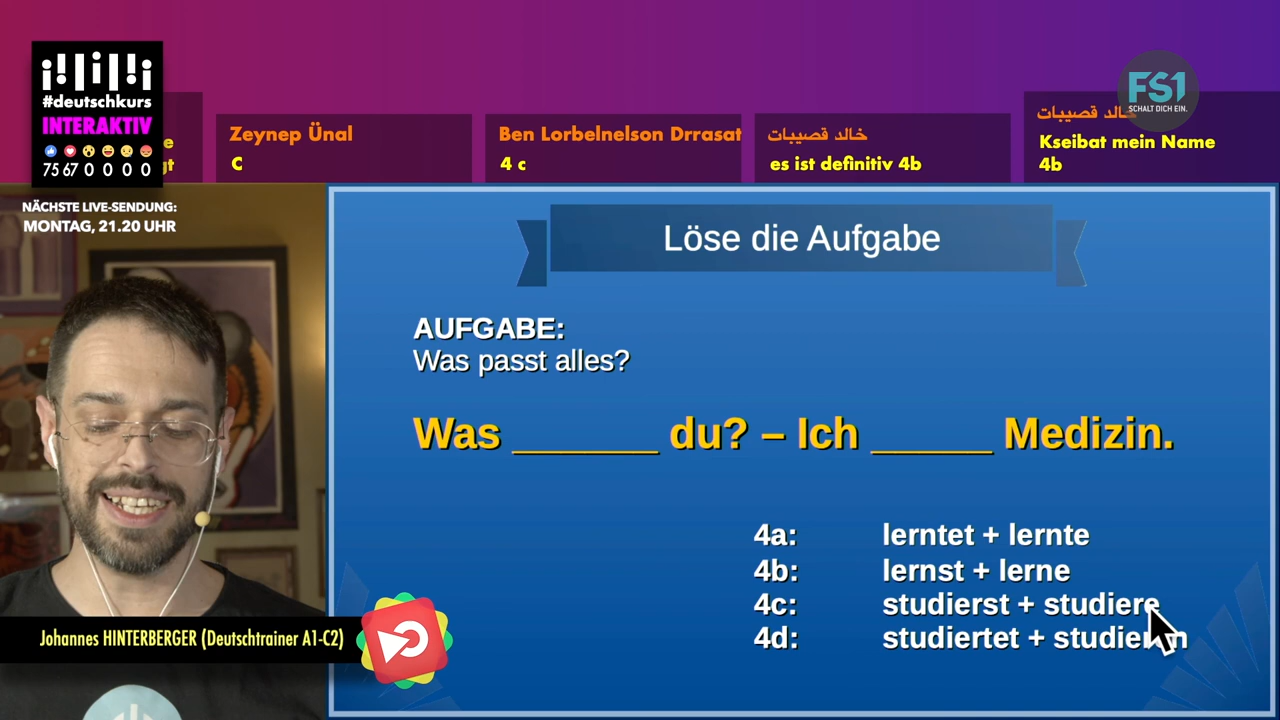 #deutschkurs
INTERAKTIV
75 67 0 0 0 0
NÄCHSTE LIVE-SENDUNG:
MONTAG, 21.20 UHR
e
gt
Zeynep Ünal
C
Ben Lorbelnelson Drrasat
4 c
خالد قصيبات
es ist definitiv 4b
خالد قصيبات
Kseibat mein Name
4b
FS1
SCHALT DICH EIN.
Löse die Aufgabe
AUFGABE:
Was passt alles?
Was ______ du? – Ich _____ Medizin.
4a: lerntet + lernte
4b: lernst + lerne
4c: studierst + studiere
4d: studiertet +
Johannes HINTERBERGER (Deutschtrainer A1-C2)